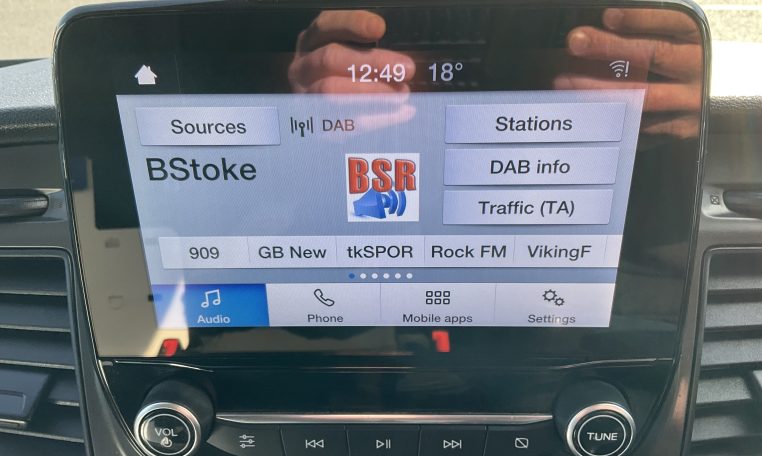 12:49 18°
Sources DAB Stations
BStoke BSR DAB info
Traffic (TA)
909 GB New tkSPOR Rock FM VikingF
Audio Phone Mobile apps Settings
VOL TUNE